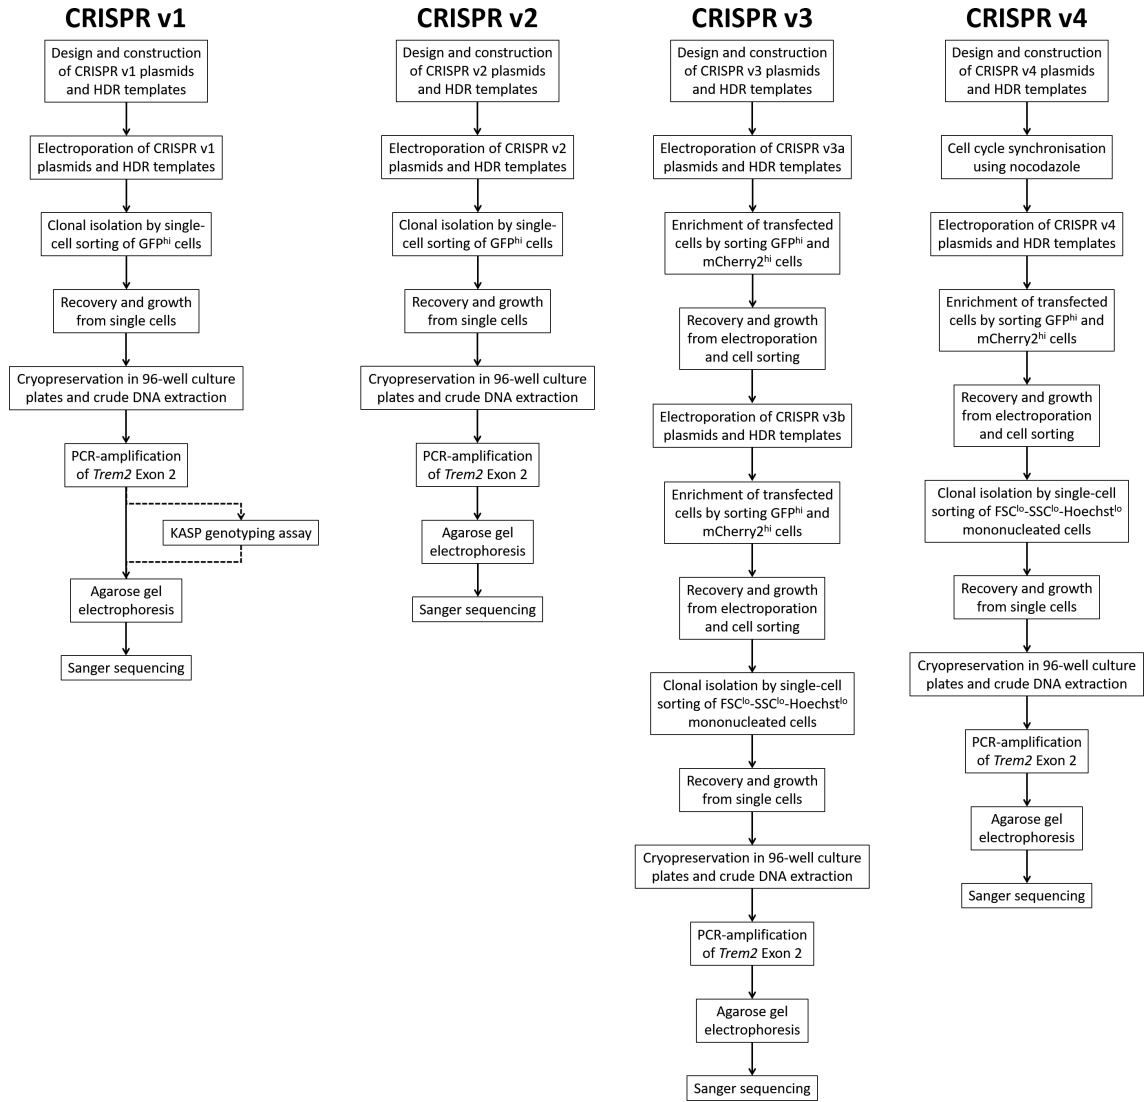 CRISPR v1
Design and construction
of CRISPR v1 plasmids
and HDR templates
Electroporation of CRISPR v1
plasmids and HDR templates
Clonal isolation by single-
cell sorting of GFPhi cells
Recovery and growth
from single cells
Cryopreservation in 96-well culture
plates and crude DNA extraction
PCR-amplification
of Trem2 Exon 2
KASP genotyping assay
Agarose gel
electrophoresis
Sanger sequencing
CRISPR v2
Design and construction
of CRISPR v2 plasmids
and HDR templates
Electroporation of CRISPR v2
plasmids and HDR templates
Clonal isolation by single-
cell sorting of GFPhi cells
Recovery and growth
from single cells
Cryopreservation in 96-well culture
plates and crude DNA extraction
PCR-amplification
of Trem2 Exon 2
Agarose gel
electrophoresis
Sanger sequencing
CRISPR v3
Design and construction
of CRISPR v3 plasmids
and HDR templates
Electroporation of CRISPR v3a
plasmids and HDR templates
Enrichment of transfected
cells by sorting GFPhi and
mCherry2hi cells
Recovery and growth
from electroporation
and cell sorting
Electroporation of CRISPR v3b
plasmids and HDR templates
Enrichment of transfected
cells by sorting GFPhi and
mCherry2hi cells
Recovery and growth
from electroporation
and cell sorting
Clonal isolation by single-cell
sorting of FSClo-SSClo-Hoechstlo
mononucleated cells
Recovery and growth
from single cells
Cryopreservation in 96-well culture
plates and crude DNA extraction
PCR-amplification
of Trem2 Exon 2
Agarose gel
electrophoresis
Sanger sequencing
CRISPR v4
Design and construction
of CRISPR v4 plasmids
and HDR templates
Cell cycle synchronisation
using nocodazole
Electroporation of CRISPR v4
plasmids and HDR templates
Enrichment of transfected
cells by sorting GFPhi and
mCherry2hi cells
Recovery and growth
from electroporation
and cell sorting
Clonal isolation by single-cell
sorting of FSClo-SSClo-Hoechstlo
mononucleated cells
Recovery and growth
from single cells
Cryopreservation in 96-well culture
plates and crude DNA extraction
PCR-amplification
of Trem2 Exon 2
Agarose gel
electrophoresis
Sanger sequencing